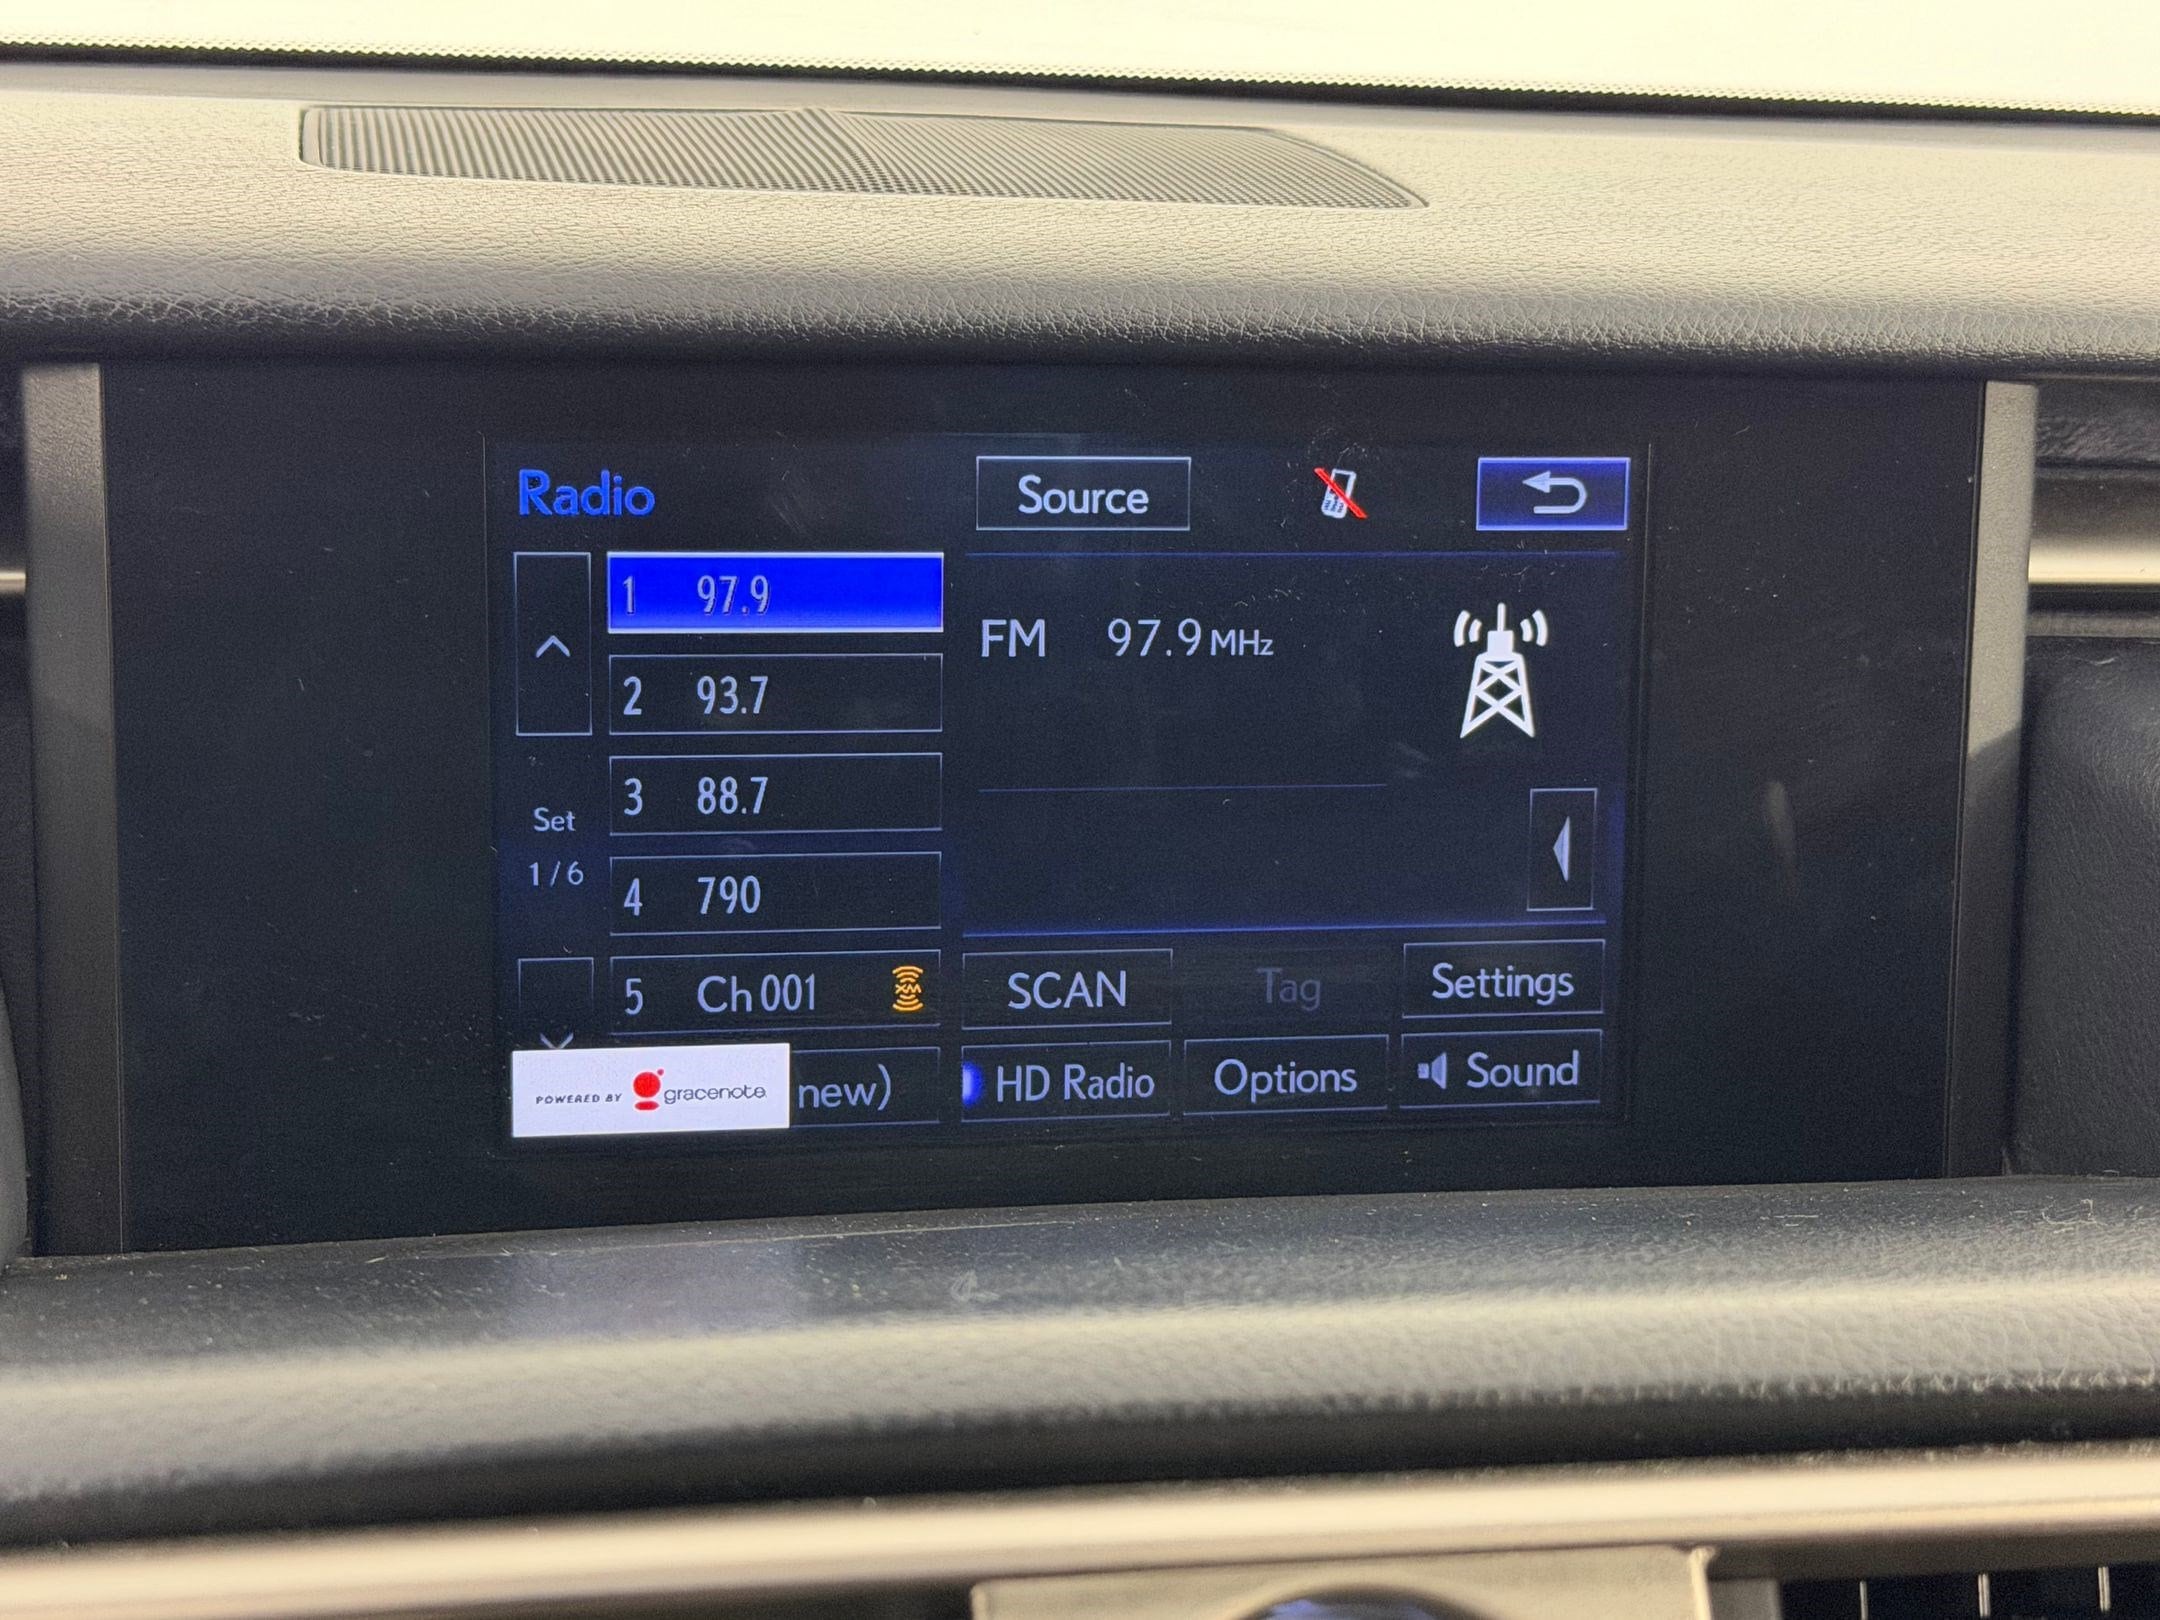 Radio
Source
1 97.9
2 93.7
3 88.7
4 790
5 Ch 001 XM
Set
1/6
POWERED BY gracenote.
new)
FM 97.9 MHz
SCAN
Tag
Settings
HD Radio
Options
Sound